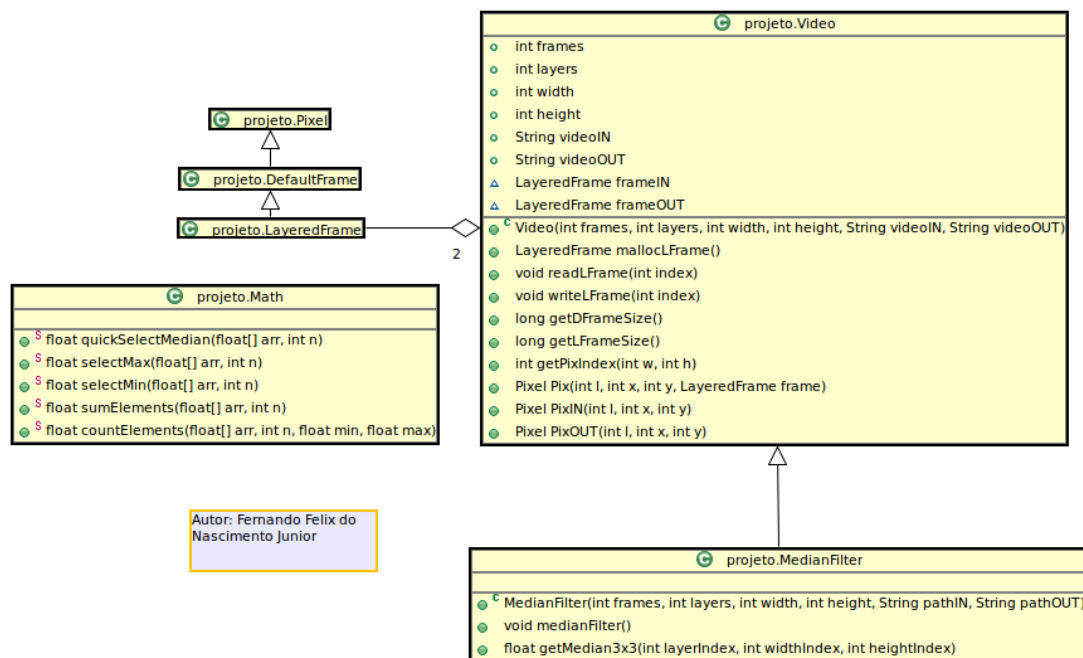 projeto.Video
int frames
int layers
int width
int height
String videoIN
String videoOUT
LayeredFrame frameIN
LayeredFrame frameOUT
C Video(int frames, int layers, int width, int height, String videoIN, String videoOUT)
LayeredFrame mallocLFrame()
void readLFrame(int index)
void writeLFrame(int index)
long getDFrameSize()
long getLFrameSize()
int getPixIndex(int w, int h)
Pixel Pix(int l, int x, int y, LayeredFrame frame)
Pixel PixIN(int l, int x, int y)
Pixel PixOUT(int l, int x, int y)
projeto.Pixel
projeto.DefaultFrame
projeto.LayeredFrame
2
projeto.Math
S float quickSelectMedian(float[] arr, int n)
S float selectMax(float[] arr, int n)
S float selectMin(float[] arr, int n)
S float sumElements(float[] arr, int n)
S float countElements(float[] arr, int n, float min, float max)
Autor: Fernando Felix do
Nascimento Junior
projeto.MedianFilter
C MedianFilter(int frames, int layers, int width, int height, String pathIN, String pathOUT)
void medianFilter()
float getMedian3x3(int layerIndex, int widthIndex, int heightIndex)